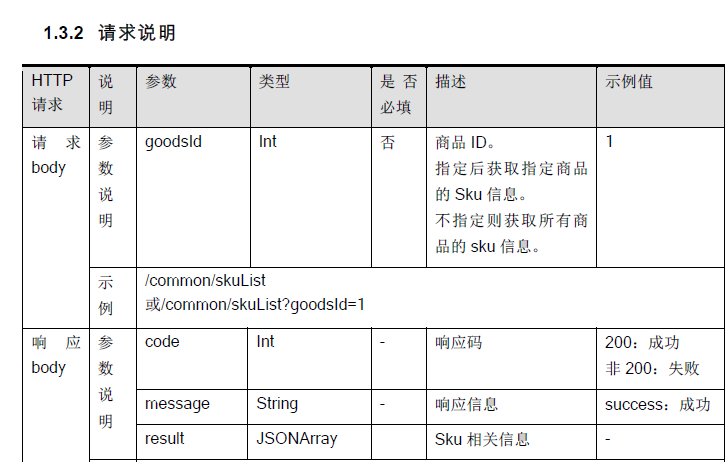 1.3.2 请求说明
HTTP 说 参数 类型 是 否 描述 示例值
请求 明 必填
请 求 参 goodsId Int 否 商品 ID。 1
body 数 指定后获取指定商品
说 的 Sku 信息。
明 不指定则获取所有商
品的 sku 信息。
示 /common/skuList
例 或/common/skuList?goodsId=1
响 应 参 code Int - 响应码 200：成功
body 数 非 200：失败
说 message String - 响应信息 success：成功
明
result JSONArray Sku 相关信息 -